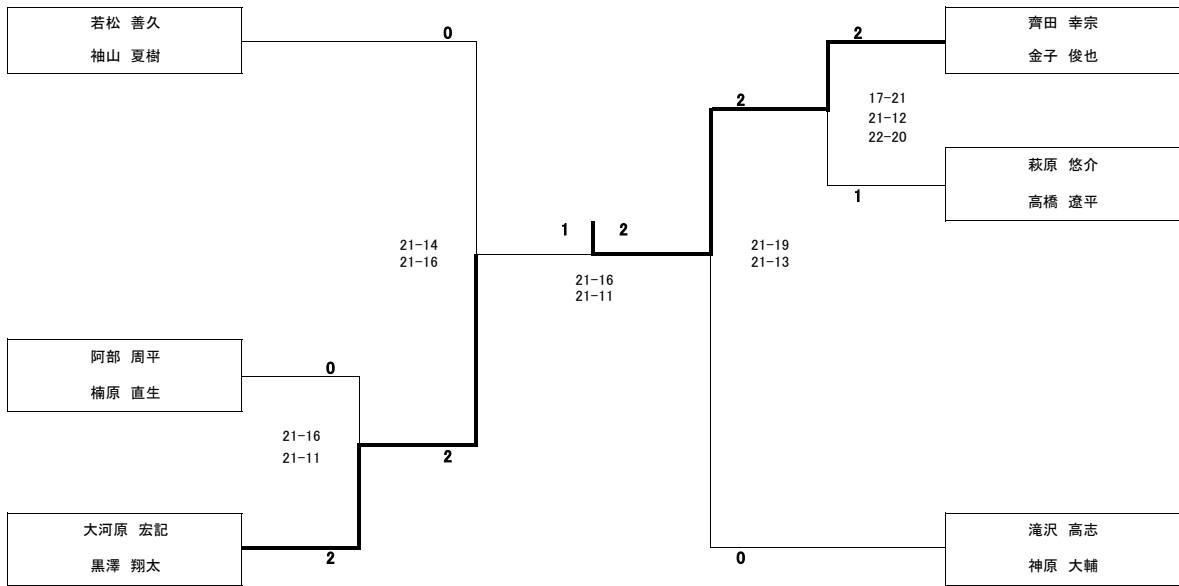 若松 善久
袖山 夏樹
0
2
齊田 幸宗
金子 俊也
2
17-21
21-12
22-20
萩原 悠介
高橋 遼平
1
21-14
21-16
1
2
21-19
21-13
21-16
21-11
阿部 周平
楠原 直生
0
21-16
21-11
2
大河原 宏記
黒澤 翔太
2
0
滝沢 高志
神原 大輔